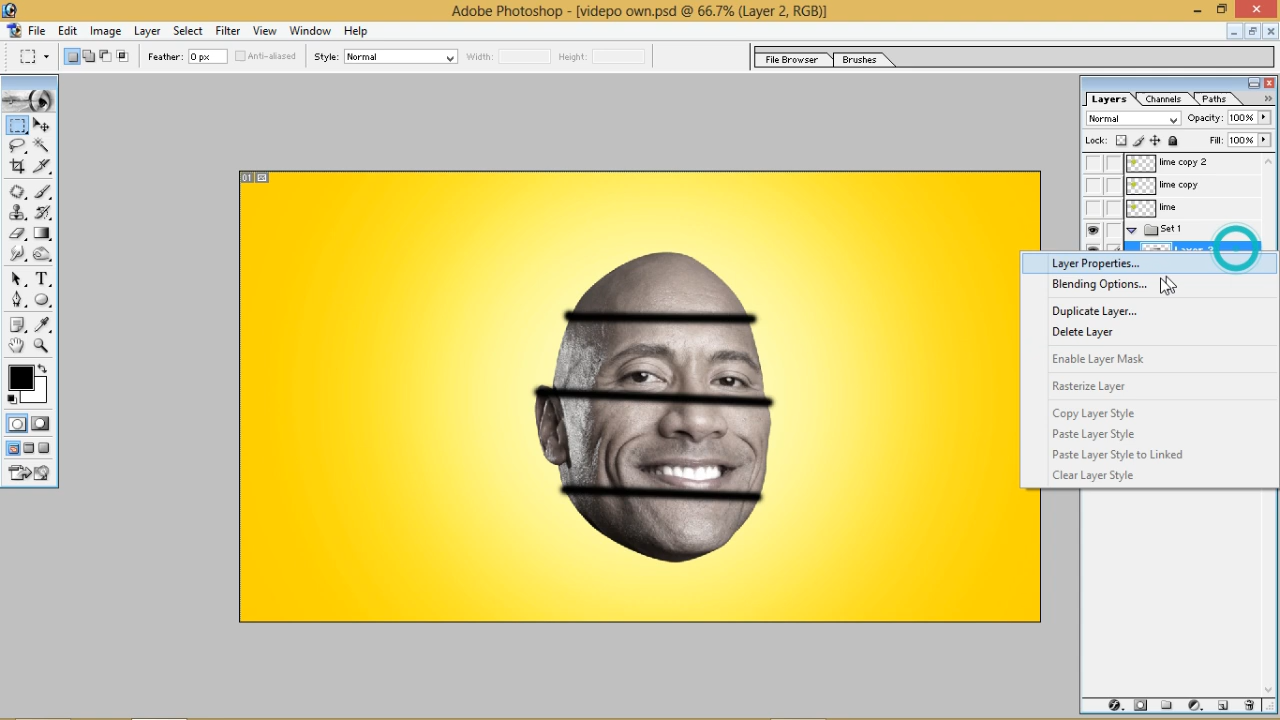 Adobe Photoshop - [videpo own.psd @ 66.7% (Layer 2, RGB)]
File Edit Image Layer Select Filter View Window Help
Feather: 0 px Anti-aliased Style: Normal Width: Height: File Browser Brushes
Layers Channels Paths
Normal Opacity: 100%
Lock: Fill: 100%
lime copy 2
lime copy
lime
Set 1
01
Layer Properties...
Blending Options...
Duplicate Layer...
Delete Layer
Enable Layer Mask
Rasterize Layer
Copy Layer Style
Paste Layer Style
Paste Layer Style to Linked
Clear Layer Style
T